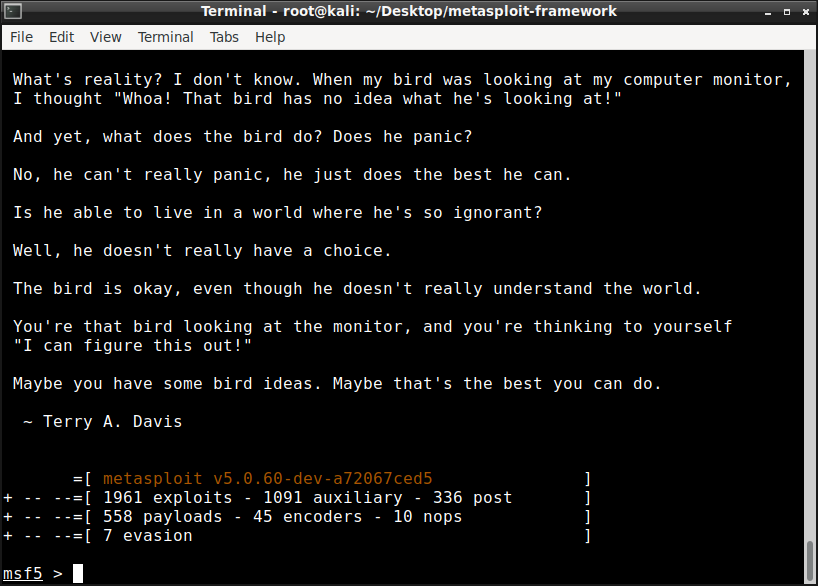 Terminal - root@kali: ~/Desktop/metasploit-framework
File Edit View Terminal Tabs Help
What's reality? I don't know. When my bird was looking at my computer monitor,
I thought "Whoa! That bird has no idea what he's looking at!"
And yet, what does the bird do? Does he panic?
No, he can't really panic, he just does the best he can.
Is he able to live in a world where he's so ignorant?
Well, he doesn't really have a choice.
The bird is okay, even though he doesn't really understand the world.
You're that bird looking at the monitor, and you're thinking to yourself
"I can figure this out!"
Maybe you have some bird ideas. Maybe that's the best you can do.
~ Terry A. Davis
=[ metasploit v5.0.60-dev-a72067ced5 ]
+ -- --=[ 1961 exploits - 1091 auxiliary - 336 post ]
+ -- --=[ 558 payloads - 45 encoders - 10 nops ]
+ -- --=[ 7 evasion ]
msf5 >